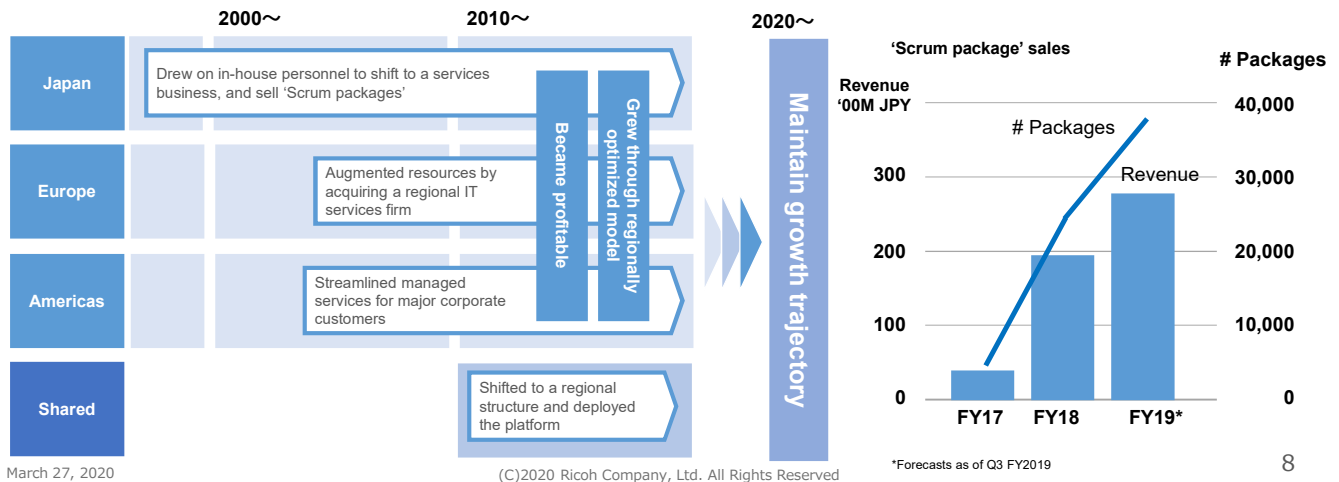 2000～
2010～
2020～
Japan
Drew on in-house personnel to shift to a services
business, and sell ‘Scrum packages’
Europe
Augmented resources by
acquiring a regional IT
services firm
Americas
Streamlined managed
services for major corporate
customers
Shared
Shifted to a regional
structure and deployed
the platform
Became profitable
Grew through regionally
optimized model
Maintain growth trajectory
‘Scrum package’ sales
Revenue
‘00M JPY
# Packages
40,000
# Packages
300
Revenue
30,000
200
20,000
100
10,000
0
0
FY17
FY18
FY19*
*Forecasts as of Q3 FY2019
March 27, 2020
(C)2020 Ricoh Company, Ltd. All Rights Reserved
8